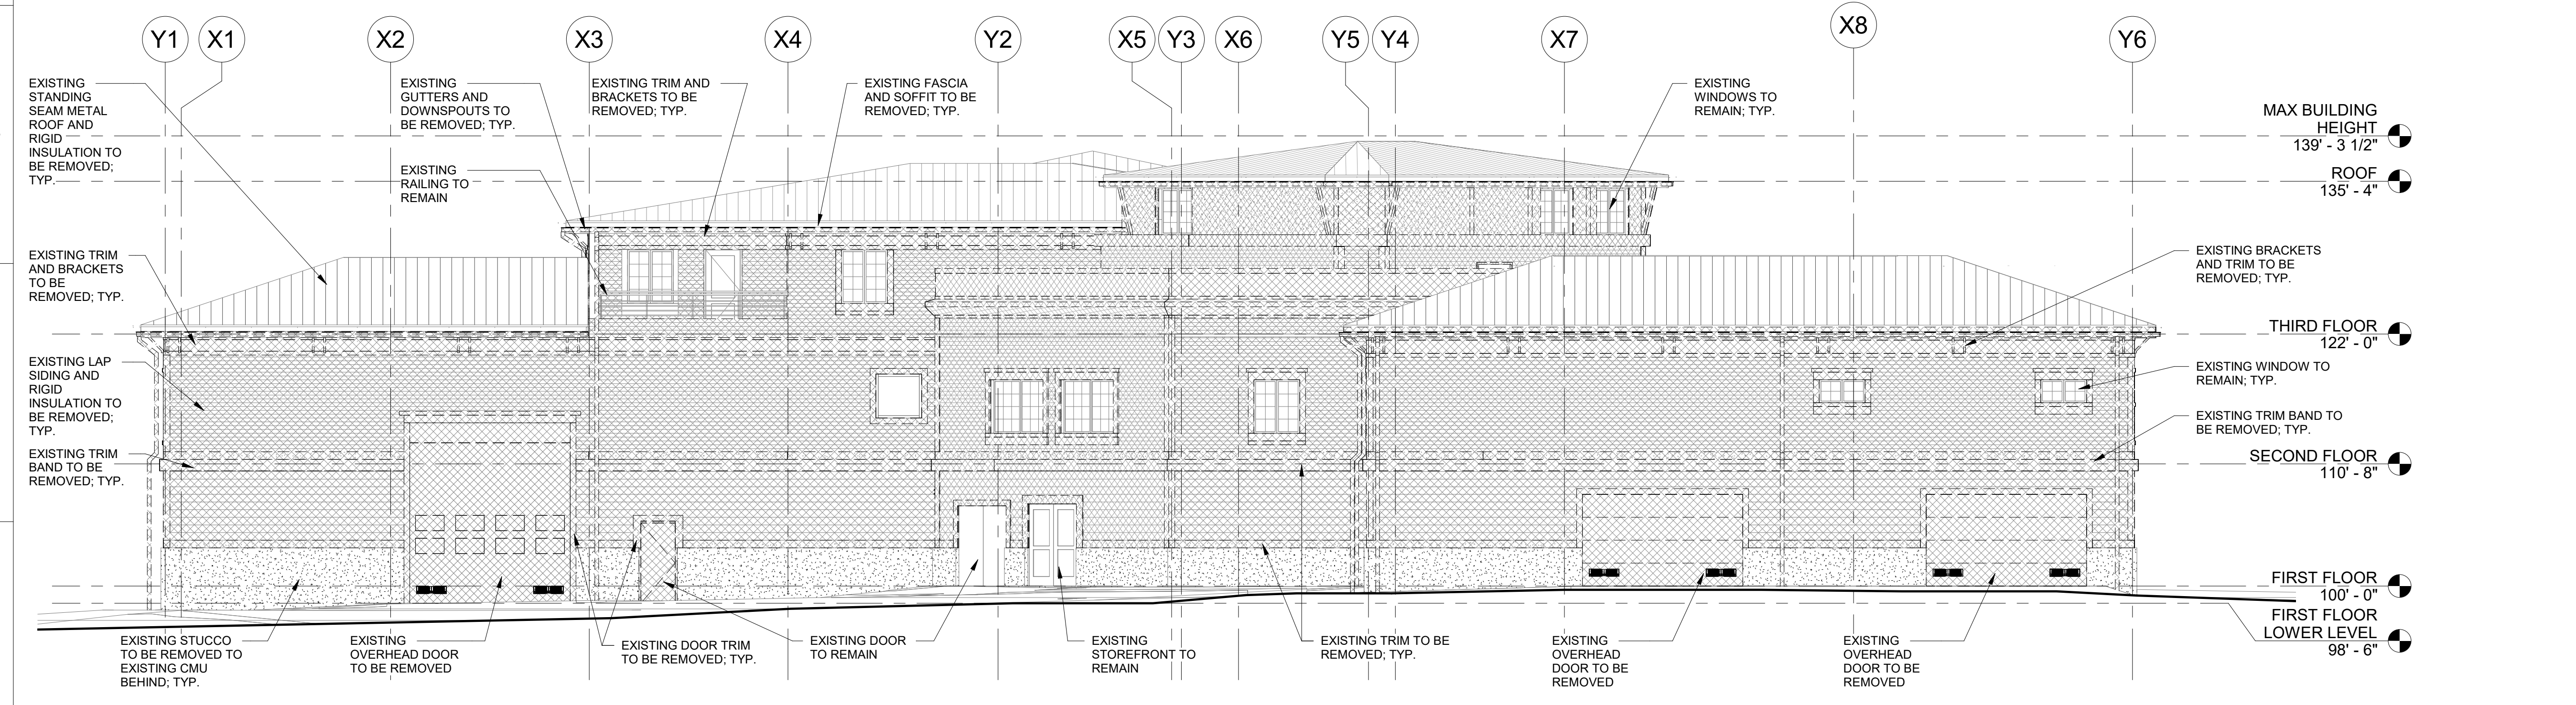 Y1
X1
X2
X3
X4
Y2
X5
Y3
X6
Y5
Y4
X7
X8
Y6
EXISTING
STANDING
SEAM METAL
ROOF AND
RIGID
INSULATION TO
BE REMOVED;
TYP.
EXISTING
GUTTERS AND
DOWNSPOUTS TO
BE REMOVED; TYP.
EXISTING TRIM AND
BRACKETS TO BE
REMOVED; TYP.
EXISTING FASCIA
AND SOFFIT TO BE
REMOVED; TYP.
EXISTING
WINDOWS TO
REMAIN; TYP.
MAX BUILDING
HEIGHT
139' - 3 1/2"
EXISTING
RAILING TO
REMAIN
ROOF
135' - 4"
EXISTING TRIM
AND BRACKETS
TO BE
REMOVED; TYP.
EXISTING BRACKETS
AND TRIM TO BE
REMOVED; TYP.
THIRD FLOOR
122' - 0"
EXISTING LAP
SIDING AND
RIGID
INSULATION TO
BE REMOVED;
TYP.
EXISTING WINDOW TO
REMAIN; TYP.
EXISTING TRIM BAND TO
BE REMOVED; TYP.
EXISTING TRIM
BAND TO BE
REMOVED; TYP.
SECOND FLOOR
110' - 8"
FIRST FLOOR
100' - 0"
FIRST FLOOR
LOWER LEVEL
98' - 6"
EXISTING STUCCO
TO BE REMOVED TO
EXISTING CMU
BEHIND; TYP.
EXISTING
OVERHEAD DOOR
TO BE REMOVED
EXISTING DOOR TRIM
TO BE REMOVED; TYP.
EXISTING DOOR
TO REMAIN
EXISTING
STOREFRONT TO
REMAIN
EXISTING TRIM TO BE
REMOVED; TYP.
EXISTING
OVERHEAD
DOOR TO BE
REMOVED
EXISTING
OVERHEAD
DOOR TO BE
REMOVED